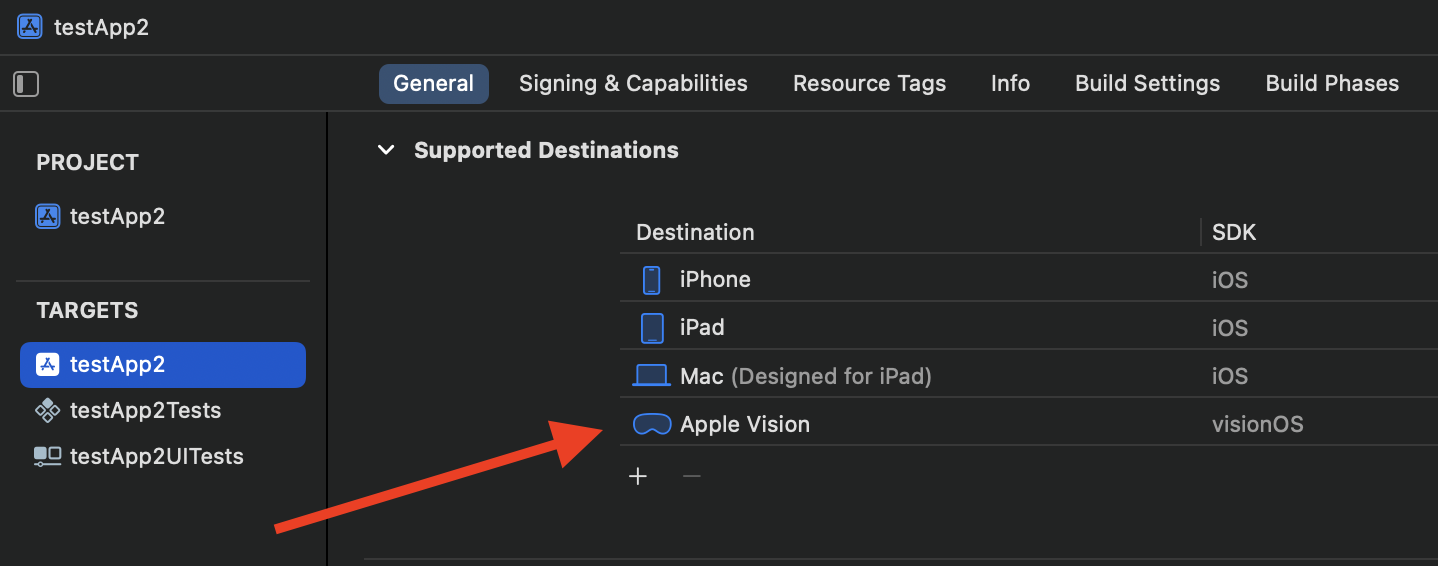 testApp2
General Signing & Capabilities Resource Tags Info Build Settings Build Phases
PROJECT
testApp2
TARGETS
testApp2
testApp2Tests
testApp2UITests
Supported Destinations
Destination SDK
iPhone iOS
iPad iOS
Mac (Designed for iPad) iOS
Apple Vision visionOS